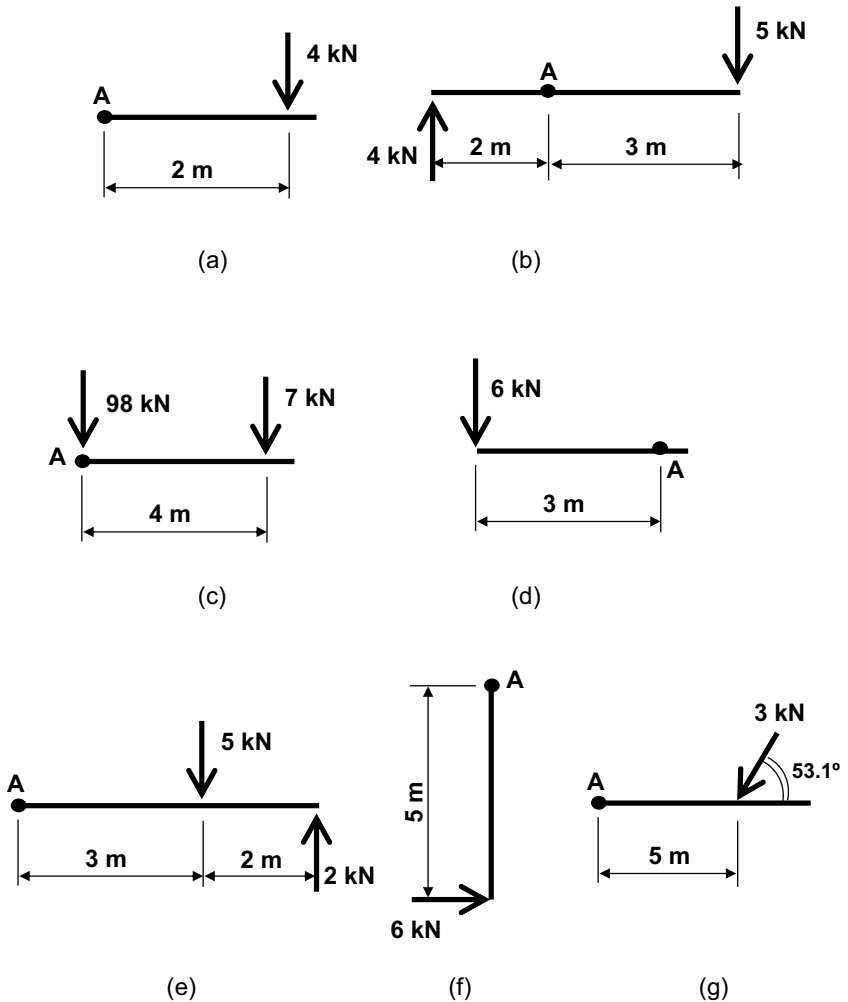 4 kN
A
2 m
(a)
5 kN
A
4 kN
2 m
3 m
(b)
98 kN
7 kN
A
4 m
(c)
6 kN
A
3 m
(d)
5 kN
A
3 m
2 m
2 kN
(e)
A
5 m
6 kN
(f)
3 kN
53.1º
A
5 m
(g)